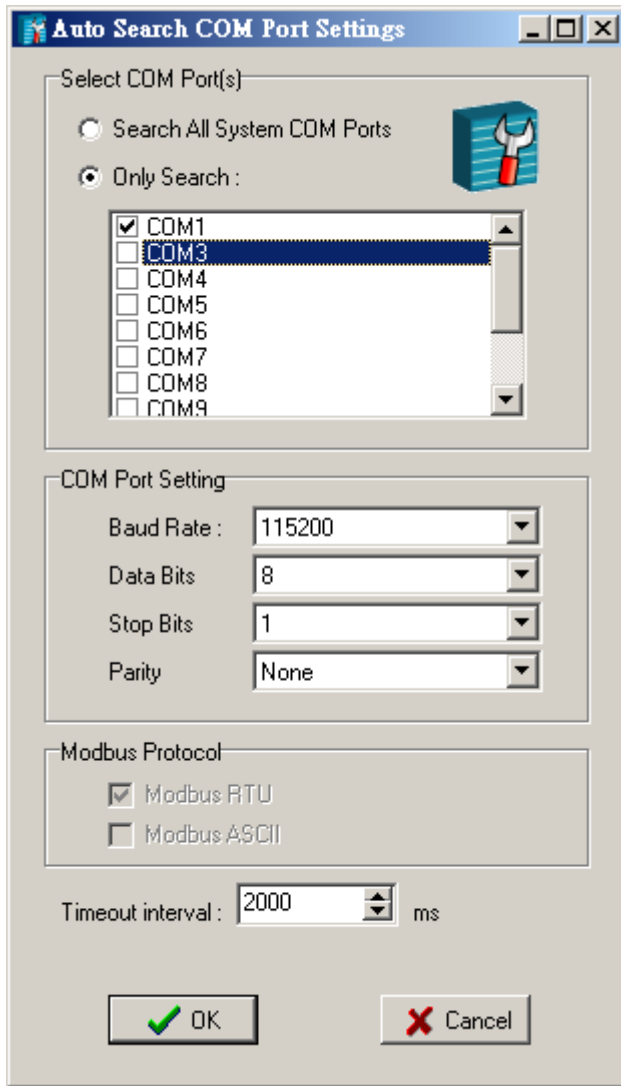 Auto Search COM Port Settings
Select COM Port(s)
Search All System COM Ports
Only Search :
COM1
COM3
COM4
COM5
COM6
COM7
COM8
COM9
COM Port Setting
Baud Rate : 115200
Data Bits 8
Stop Bits 1
Parity None
Modbus Protocol
Modbus RTU
Modbus ASCII
Timeout interval : 2000 ms
OK Cancel